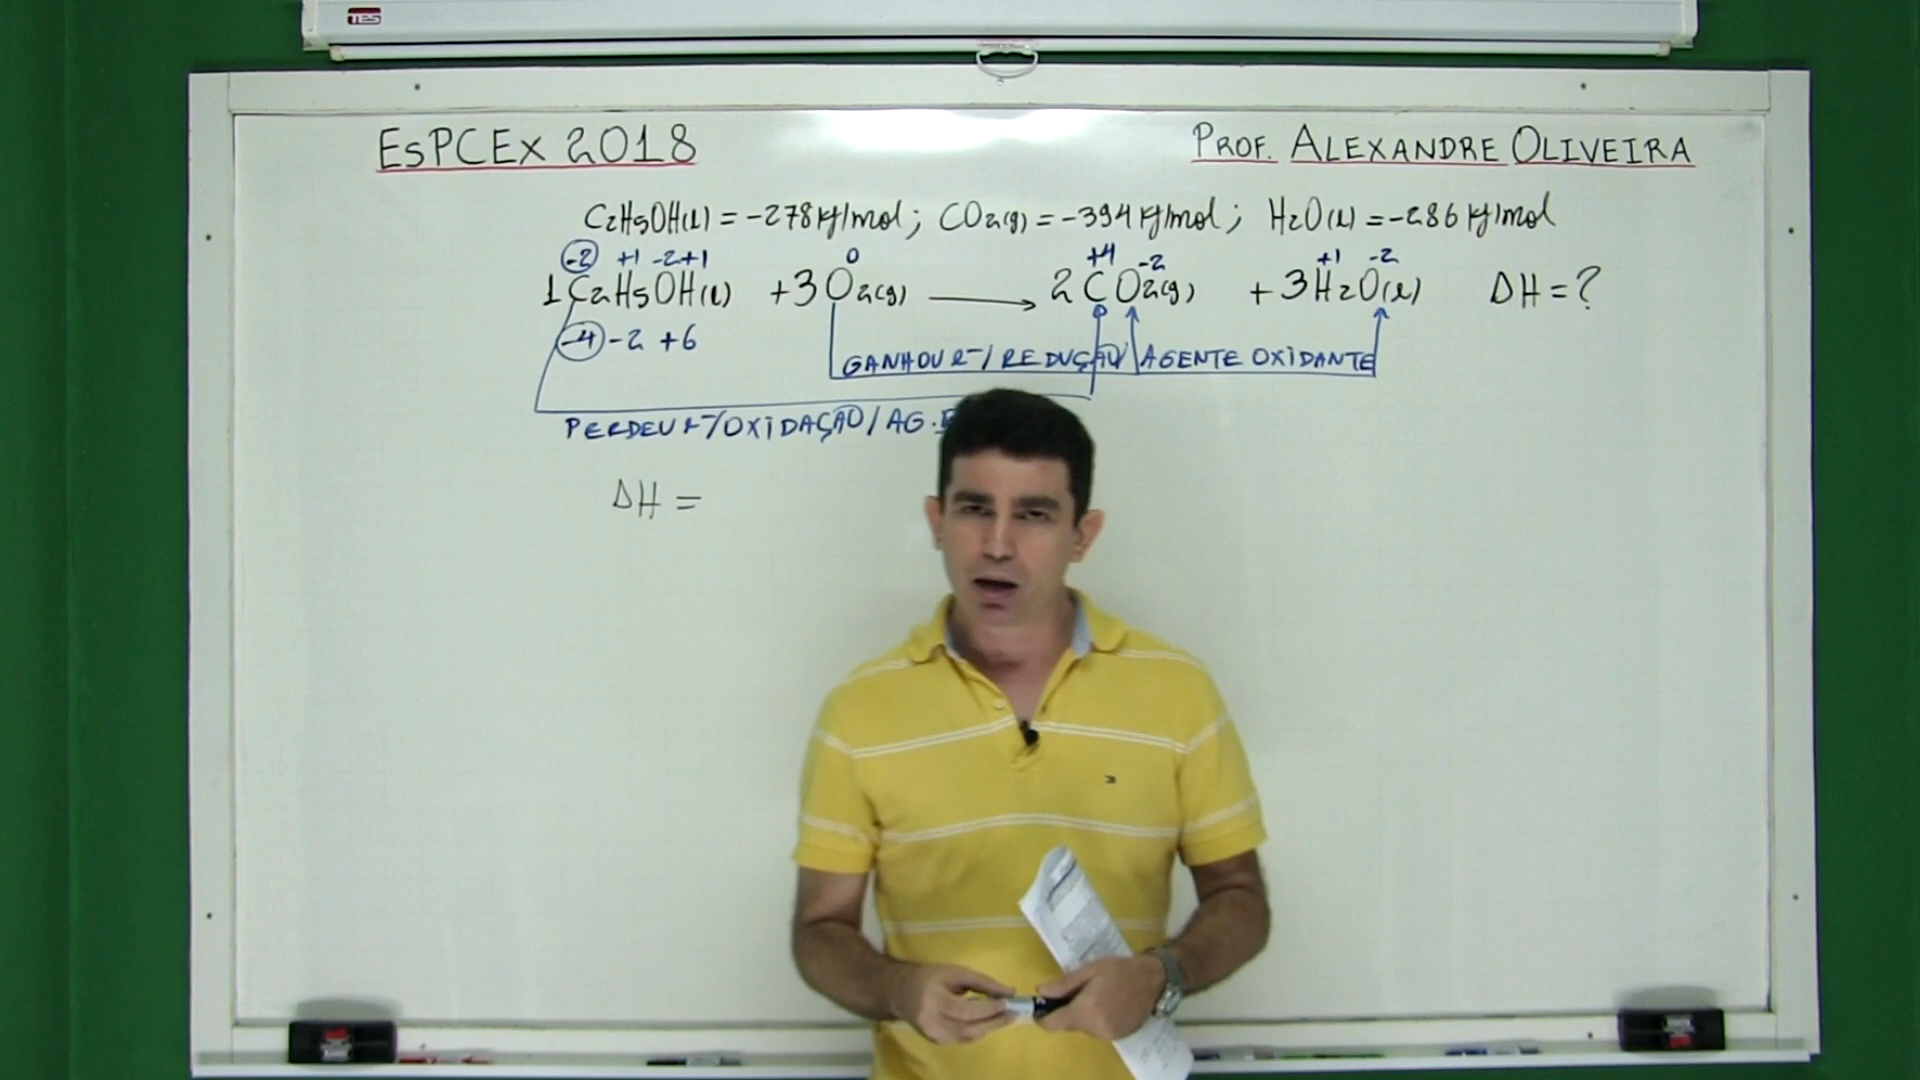 TES
EsPCEx 2018
PROF. ALEXANDRE OLIVEIRA
C2H5OH(l) = -278 kJ/mol; CO2(g) = -394 kJ/mol; H2O(l) = -286 kJ/mol
-2 +1 -2 +1 0 +4 -2 +1 -2
1 C2H5OH(l) + 3 O2(g) → 2 CO2(g) + 3 H2O(l) ΔH = ?
-4 -2 +6
GANHOU e-/ REDUÇÃO/ AGENTE OXIDANTE
PERDEU e-/OXIDAÇÃO/ AG.
ΔH =